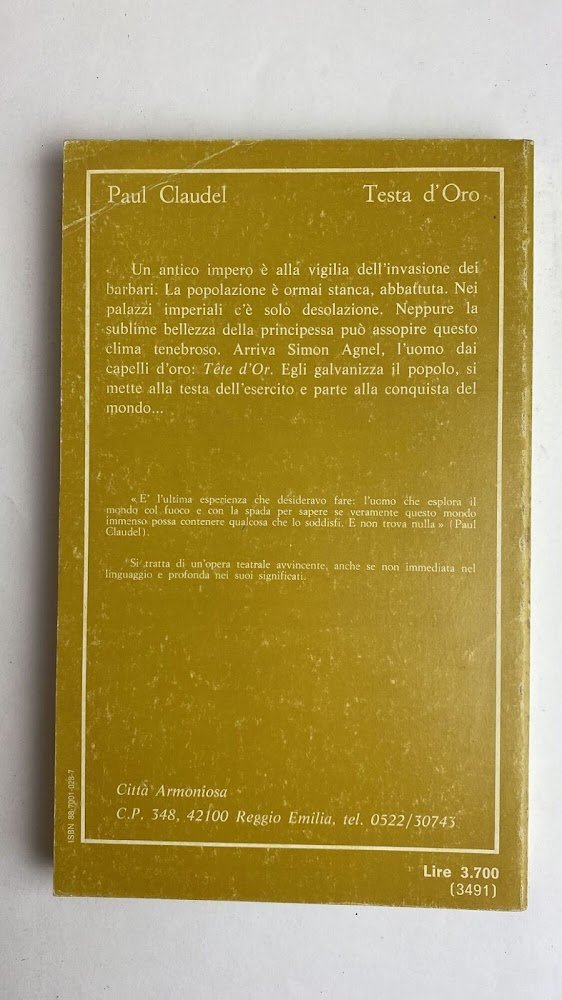 Paul Claudel Testa d'Oro
Un antico impero è alla vigilia dell'invasione dei
barbari. La popolazione è ormai stanca, abbattuta. Nei
palazzi imperiali c'è solo desolazione. Neppure la
sublime bellezza della principessa può assopire questo
clima tenebroso. Arriva Simon Agnel, l'uomo dai
capelli d'oro: Tête d'Or. Egli galvanizza il popolo, si
mette alla testa dell'esercito e parte alla conquista del
mondo...
« E' l'ultima esperienza che desideravo fare: l'uomo che esplora il
mondo col fuoco e con la spada per sapere se veramente questo mondo
immenso possa contenere qualcosa che lo soddisfi. E non trova nulla » (Paul
Claudel).
Si tratta di un'opera teatrale avvincente, anche se non immediata nel
linguaggio e profonda nei suoi significati.
Città Armoniosa
C.P. 348, 42100 Reggio Emilia, tel. 0522/30743
ISBN 88-7001-028-7
Lire 3.700
(3491)